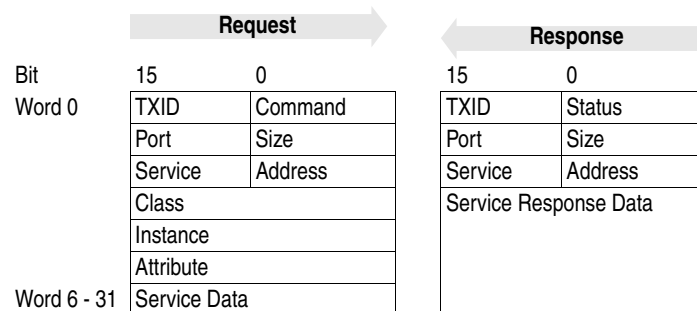 Request Response
Bit 15 0 15 0
Word 0 TXID Command TXID Status
Port Size Port Size
Service Address Service Address
Class Service Response Data
Instance
Attribute
Word 6 - 31 Service Data